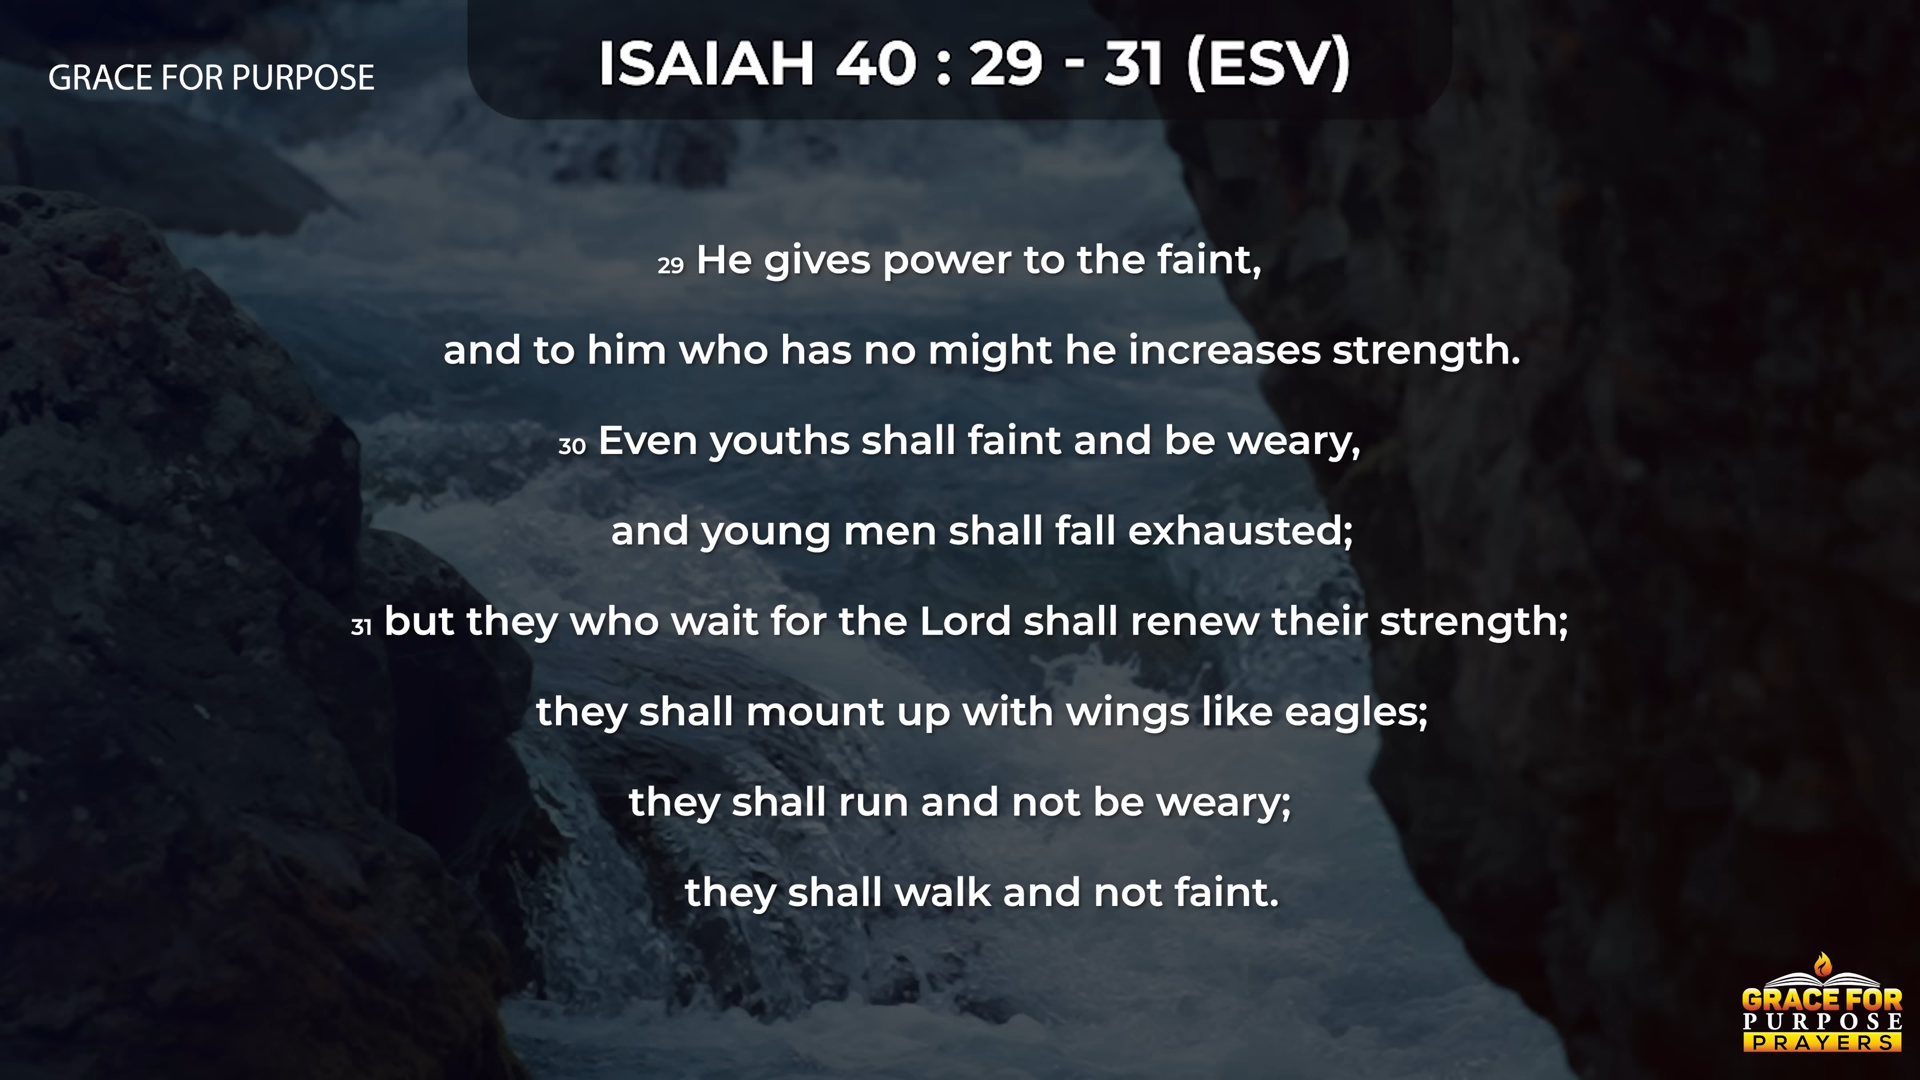 GRACE FOR PURPOSE
ISAIAH 40 : 29 - 31 (ESV)
29 He gives power to the faint,
and to him who has no might he increases strength.
30 Even youths shall faint and be weary,
and young men shall fall exhausted;
31 but they who wait for the Lord shall renew their strength;
they shall mount up with wings like eagles;
they shall run and not be weary;
they shall walk and not faint.
GRACE FOR
PURPOSE
PRAYERS